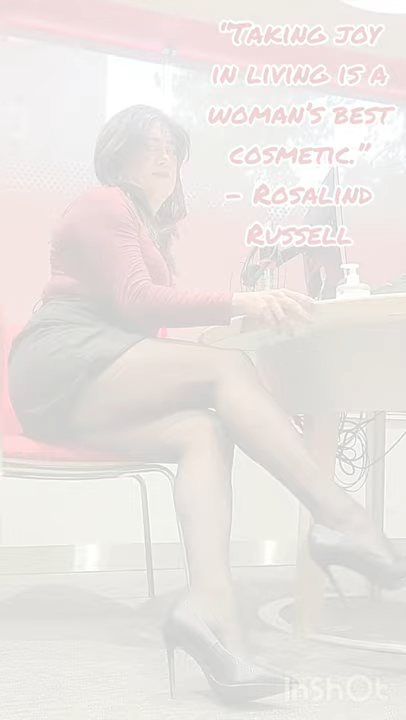 “Taking joy
in living is a
woman's best
cosmetic.”
- Rosalind
Russell
InShot